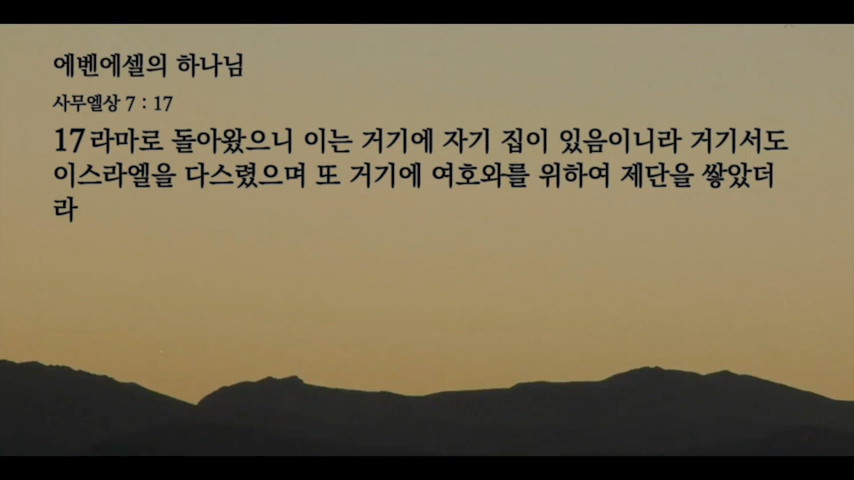 에벤에셀의 하나님
사무엘상 7 : 17
17 라마로 돌아왔으니 이는 거기에 자기 집이 있음이니라 거기서도
이스라엘을 다스렸으며 또 거기에 여호와를 위하여 제단을 쌓았더
라